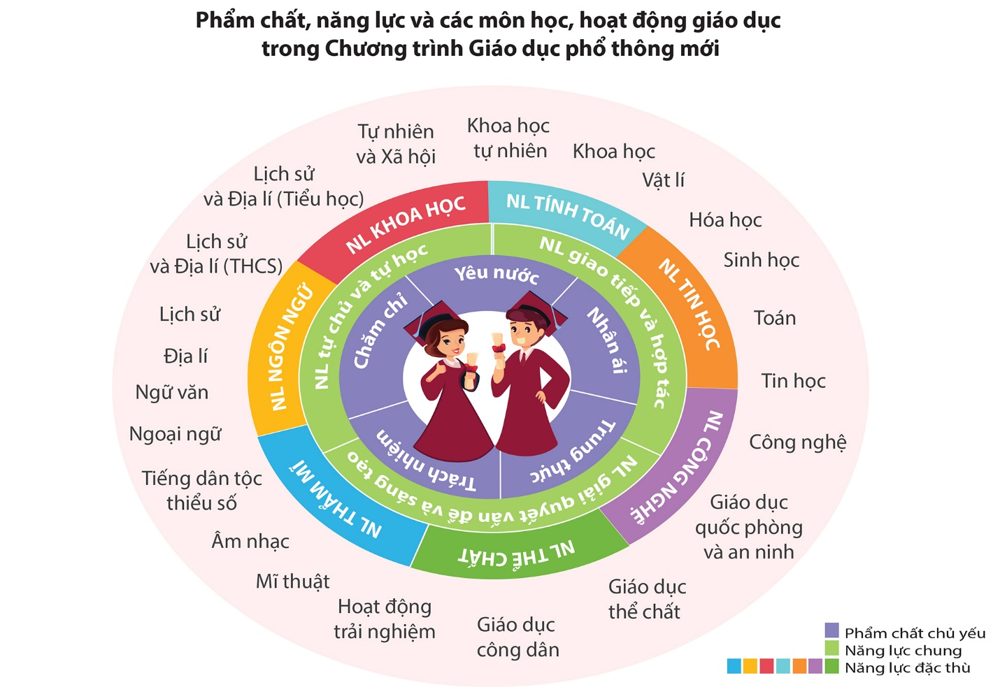 Phẩm chất, năng lực và các môn học, hoạt động giáo dục
trong Chương trình Giáo dục phổ thông mới
Tự nhiên
và Xã hội
Khoa học
tự nhiên
Khoa học
Vật lí
Hóa học
Sinh học
Toán
Tin học
Công nghệ
Giáo dục
quốc phòng
và an ninh
Giáo dục
thể chất
Giáo dục
công dân
Hoạt động
trải nghiệm
Mĩ thuật
Âm nhạc
Tiếng dân tộc
thiểu số
Ngoại ngữ
Ngữ văn
Địa lí
Lịch sử
Lịch sử
và Địa lí (THCS)
Lịch sử
và Địa lí (Tiểu học)
NL KHOA HỌC
NL TÍNH TOÁN
NL TIN HỌC
NL CÔNG NGHỆ
NL THỂ CHẤT
NL THẨM MĨ
NL NGÔN NGỮ
NL tự chủ và tự học
NL giao tiếp và hợp tác
NL giải quyết vấn đề và sáng tạo
Yêu nước
Nhân ái
Trung thực
Trách nhiệm
Chăm chỉ
Phẩm chất chủ yếu
Năng lực chung
Năng lực đặc thù